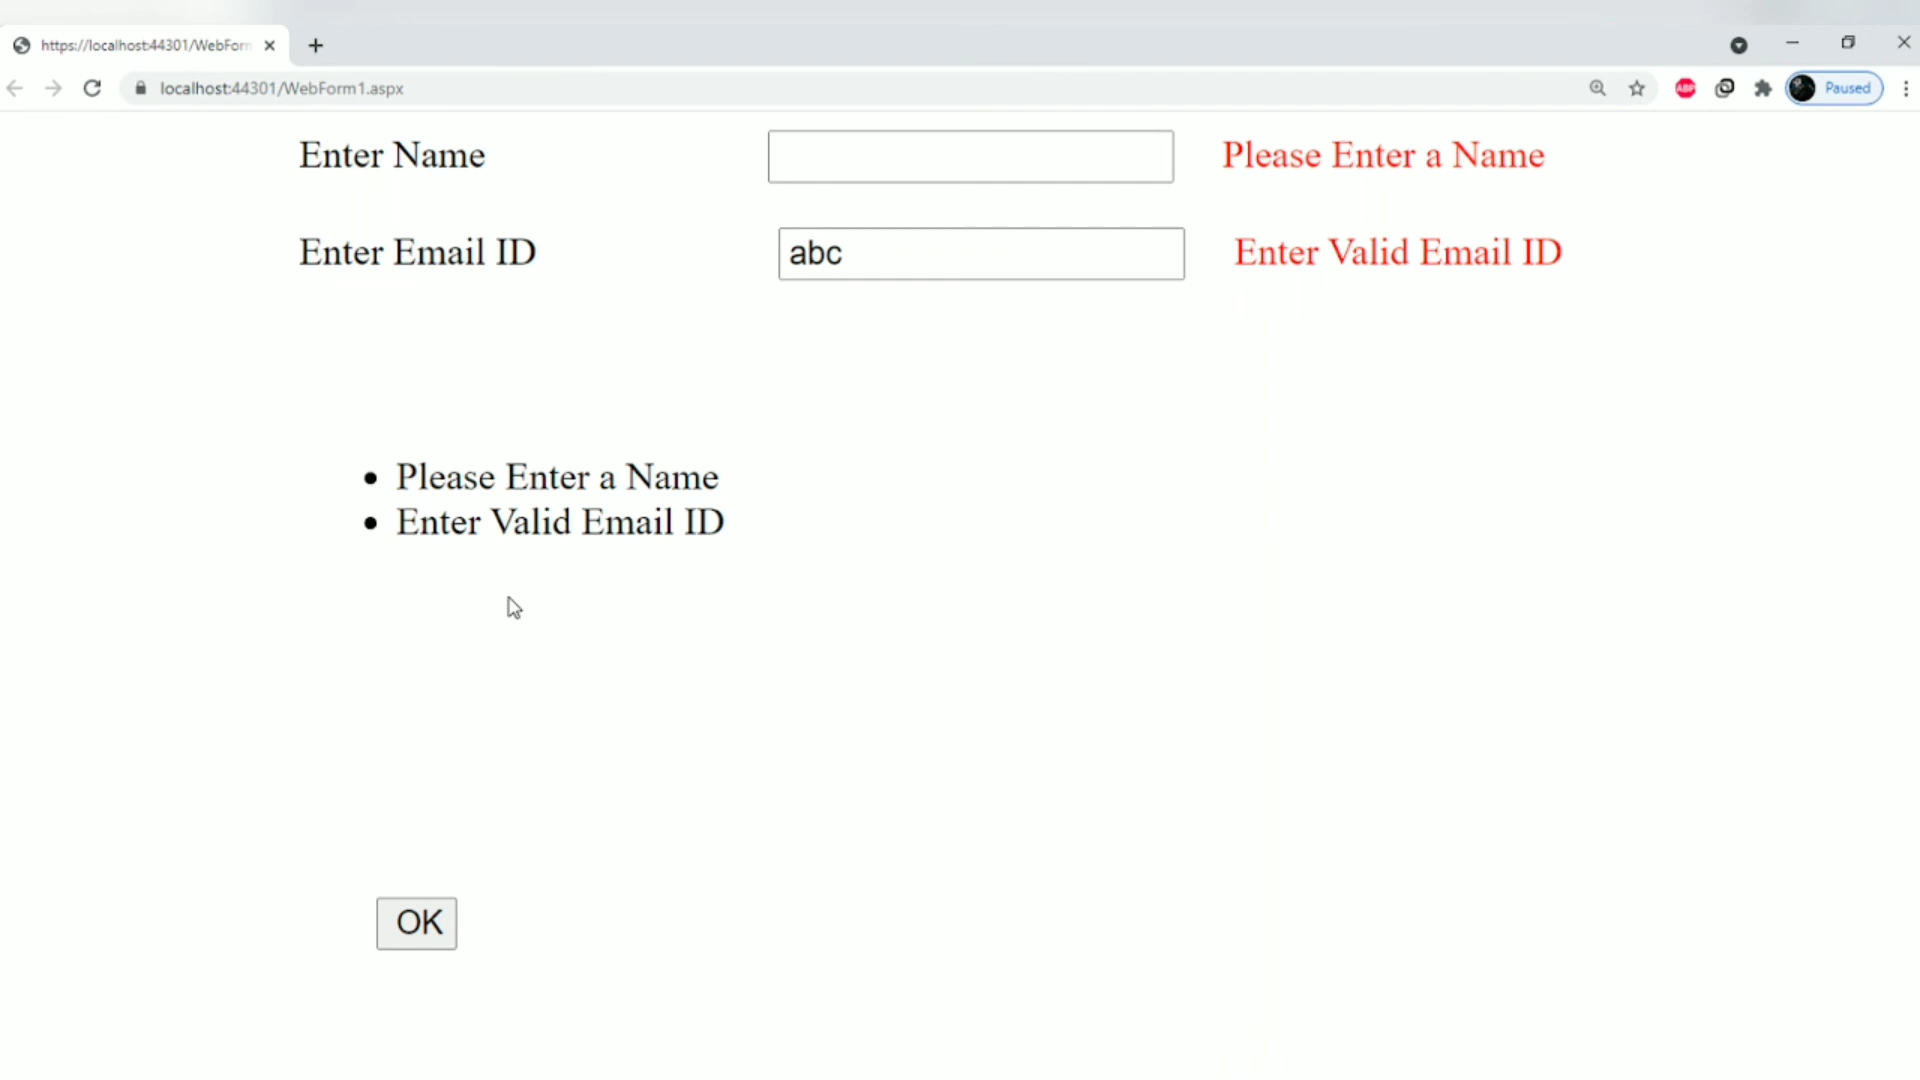 https://localhost:44301/WebForm
localhost:44301/WebForm1.aspx
ABP
Paused
Enter Name
Please Enter a Name
Enter Email ID
abc
Enter Valid Email ID
• Please Enter a Name
• Enter Valid Email ID
OK